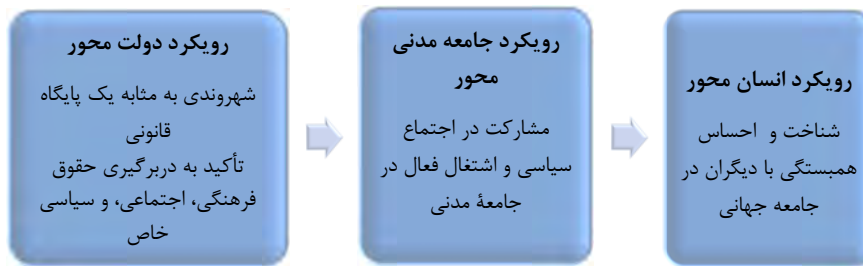 رویکرد دولت محور
شهروندی به مثابه یک پایگاه
قانونی
تأکید به دربرگیری حقوق
فرهنگی، اجتماعی، و سیاسی
خاص
رویکرد جامعه مدنی
محور
مشارکت در اجتماع
سیاسی و اشتغال فعال در
جامعهٔ مدنی
رویکرد انسان محور
شناخت و احساس
همبستگی با دیگران در
جامعه جهانی